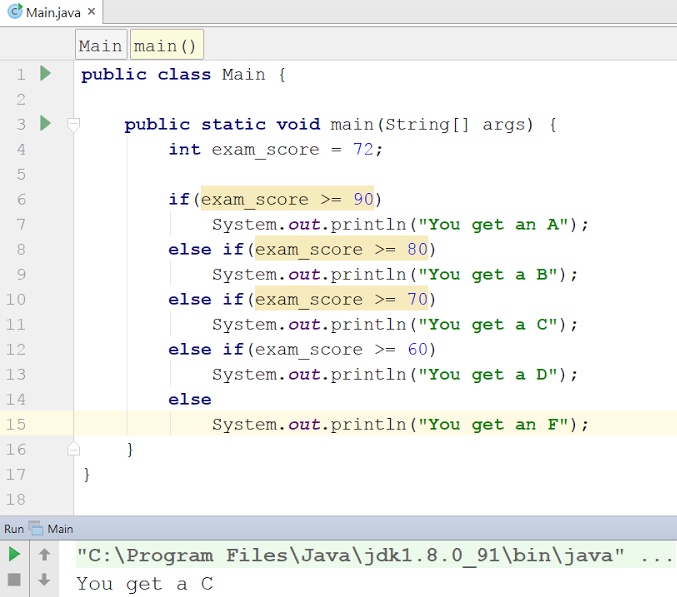 Main.java
Main main()
1 public class Main {
2
3 public static void main(String[] args) {
4 int exam_score = 72;
5
6 if(exam_score >= 90)
7 System.out.println("You get an A");
8 else if(exam_score >= 80)
9 System.out.println("You get a B");
10 else if(exam_score >= 70)
11 System.out.println("You get a C");
12 else if(exam_score >= 60)
13 System.out.println("You get a D");
14 else
15 System.out.println("You get an F");
16 }
17 }
18
Run Main
"C:\Program Files\Java\jdk1.8.0_91\bin\java" ...
You get a C